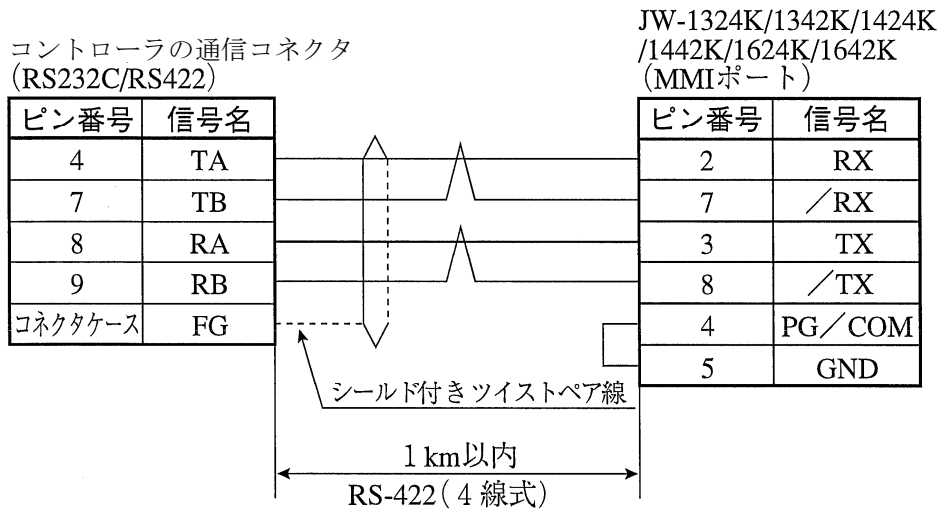 JW-1324K/1342K/1424K
/1442K/1624K/1642K
(MMIポート)
コントローラの通信コネクタ
(RS232C/RS422)
ピン番号 信号名
4 TA
7 TB
8 RA
9 RB
コネクタケース FG
ピン番号 信号名
2 RX
7 ／RX
3 TX
8 ／TX
4 PG／COM
5 GND
シールド付きツイストペア線
1 km以内
RS-422(4線式)